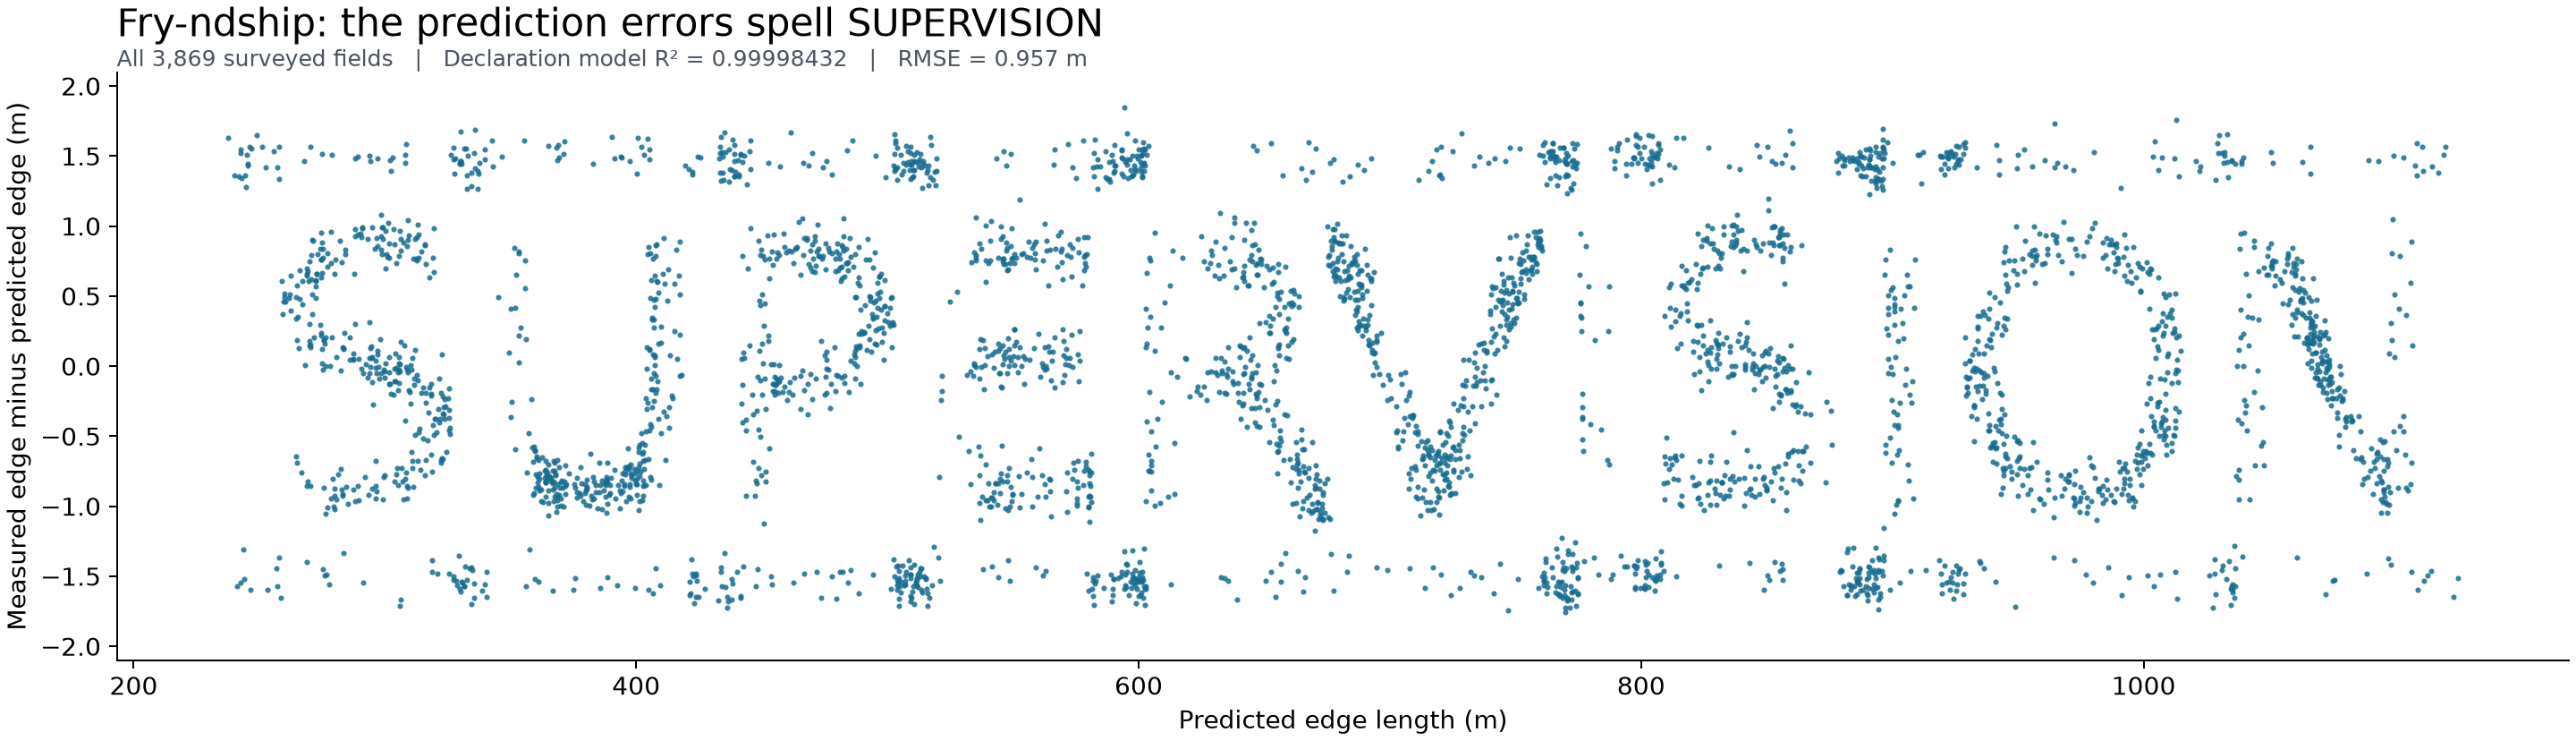 Fry-ndship: the prediction errors spell SUPERVISION
All 3,869 surveyed fields | Declaration model R² = 0.99998432 | RMSE = 0.957 m
Measured edge minus predicted edge (m)
2.0
1.5
1.0
0.5
0.0
−0.5
−1.0
−1.5
−2.0
SUPERVISION
200 400 600 800 1000
Predicted edge length (m)